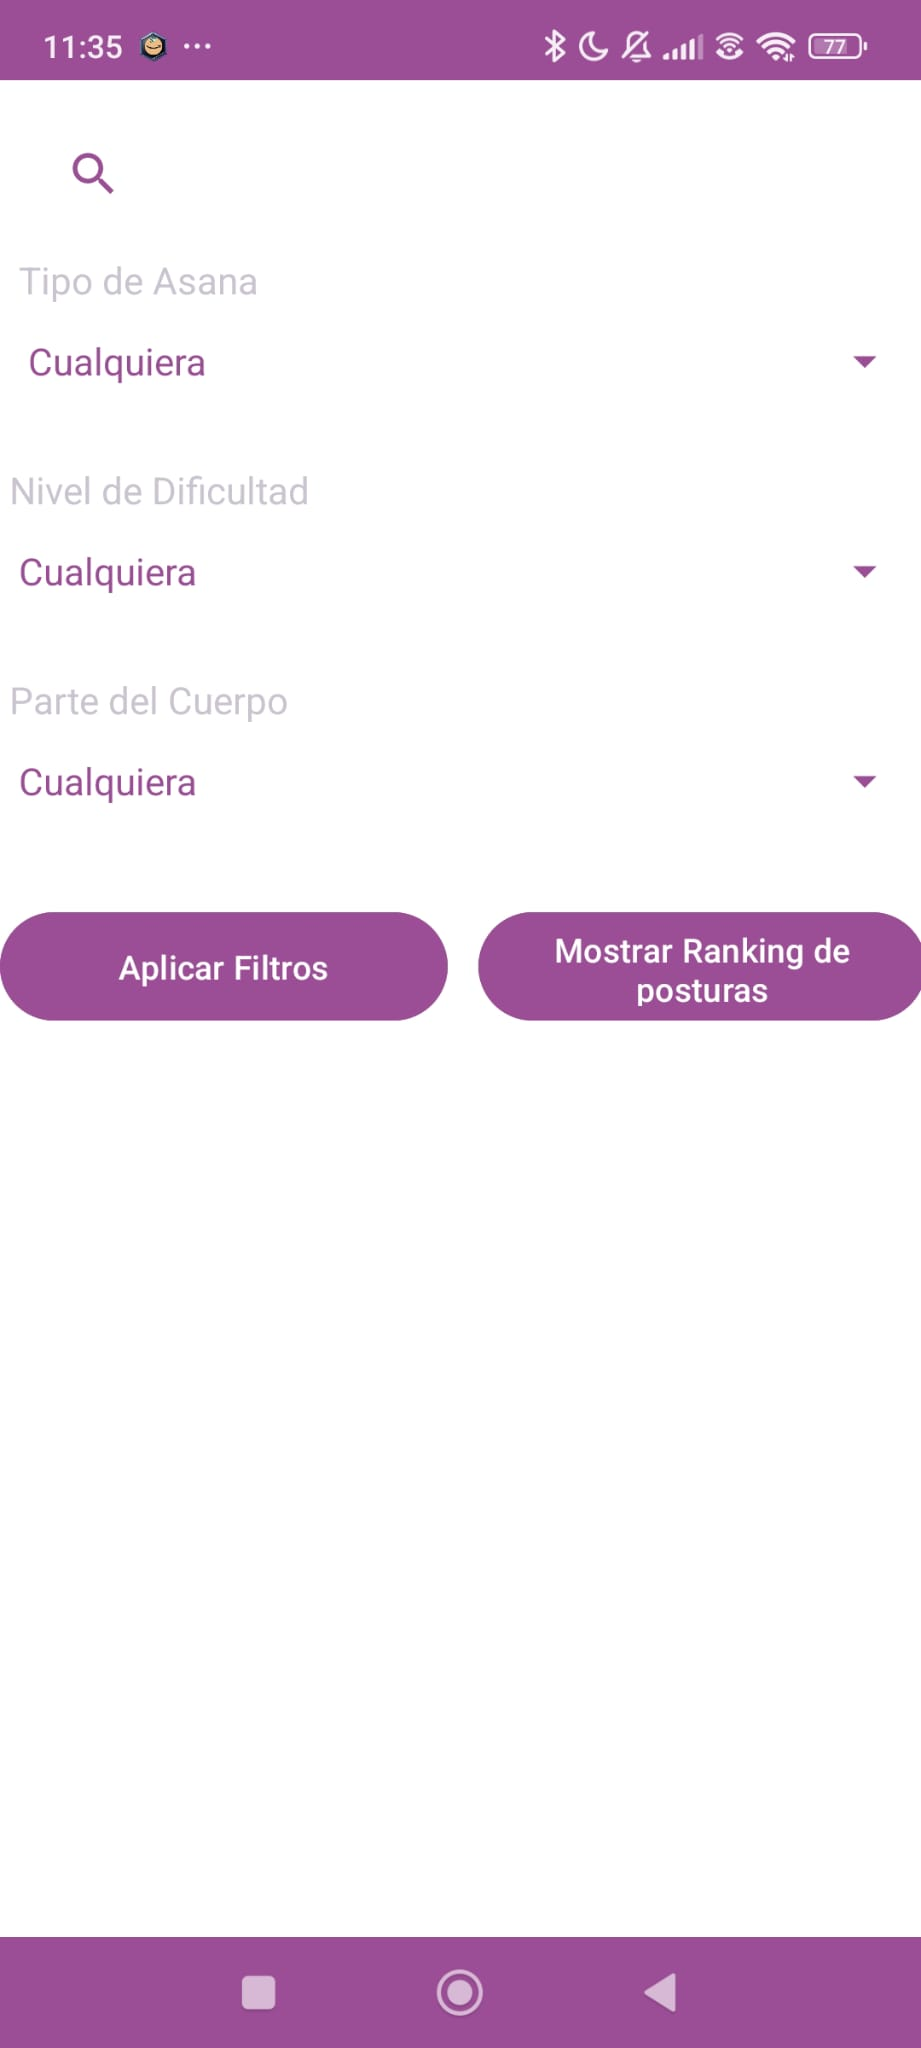 11:35
77
Tipo de Asana
Cualquiera
Nivel de Dificultad
Cualquiera
Parte del Cuerpo
Cualquiera
Aplicar Filtros
Mostrar Ranking de
posturas